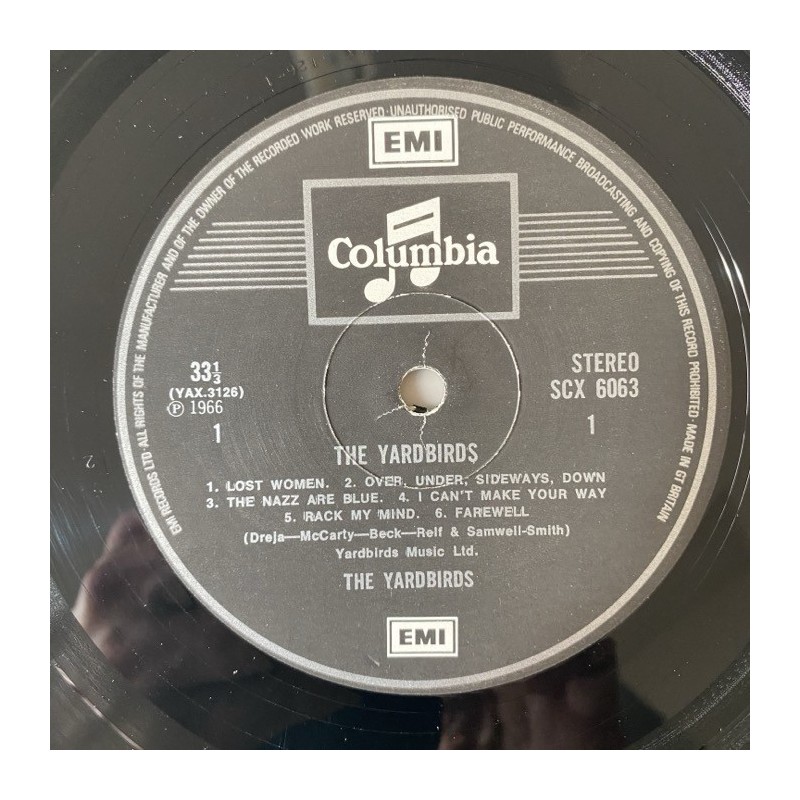 EMI RECORDS LTD·ALL RIGHTS OF THE MANUFACTURER AND OF THE OWNER OF THE RECORDED WORK RESERVED·UNAUTHORISED PUBLIC PERFORMANCE BROADCASTING AND COPYING OF THIS RECORD PROHIBITED·MADE IN GT BRITAIN
EMI
Columbia
33⅓
(YAX.3126)
Ⓟ 1966
1
STEREO
SCX 6063
1
THE YARDBIRDS
1. LOST WOMEN. 2. OVER, UNDER, SIDEWAYS, DOWN
3. THE NAZZ ARE BLUE. 4. I CAN'T MAKE YOUR WAY
5. RACK MY MIND. 6. FAREWELL
(Dreja—McCarty—Beck—Relf & Samwell-Smith)
Yardbirds Music Ltd.
THE YARDBIRDS
EMI